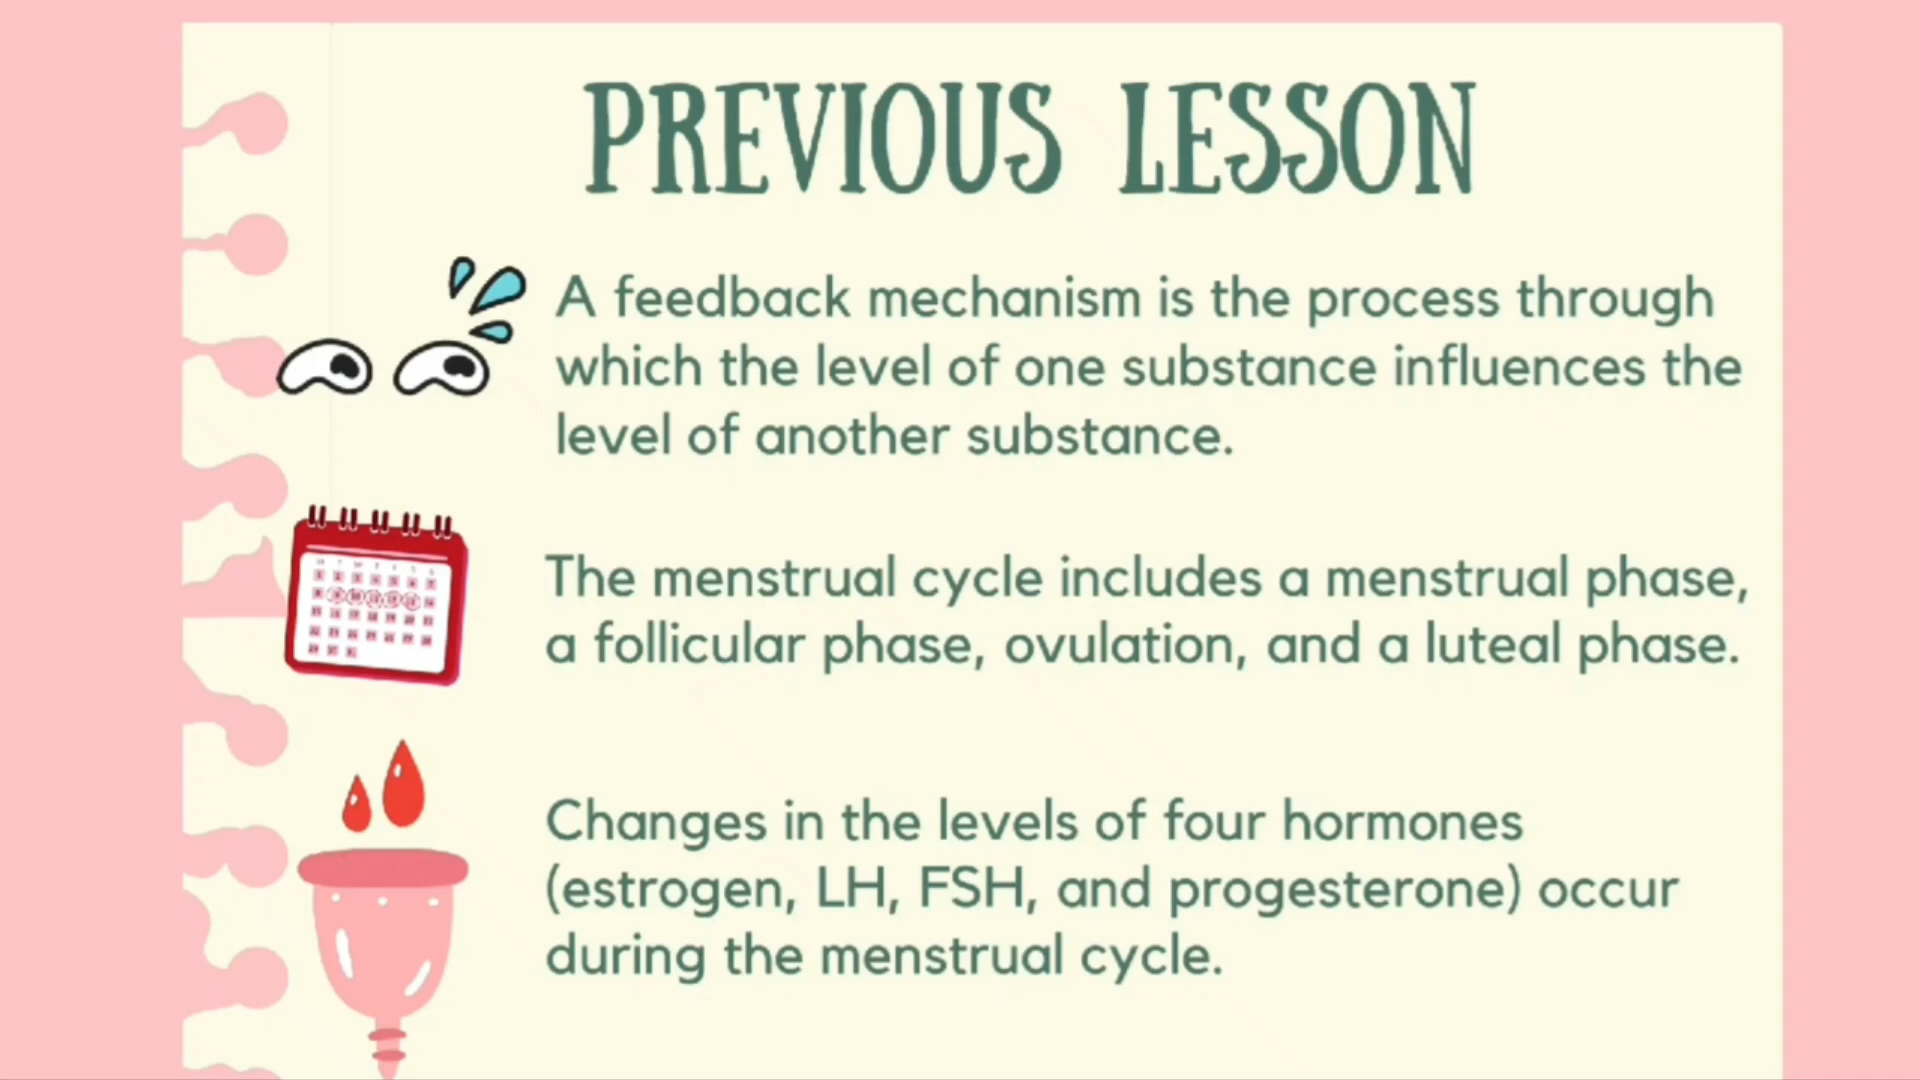 PREVIOUS LESSON
A feedback mechanism is the process through
which the level of one substance influences the
level of another substance.
The menstrual cycle includes a menstrual phase,
a follicular phase, ovulation, and a luteal phase.
Changes in the levels of four hormones
(estrogen, LH, FSH, and progesterone) occur
during the menstrual cycle.